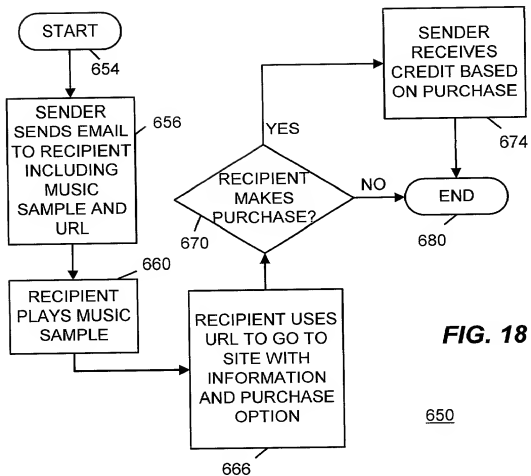 START
654
SENDER
SENDS EMAIL
TO RECIPIENT
INCLUDING
MUSIC
SAMPLE AND
URL
656
660
RECIPIENT
PLAYS MUSIC
SAMPLE
RECIPIENT USES
URL TO GO TO
SITE WITH
INFORMATION
AND PURCHASE
OPTION
666
RECIPIENT
MAKES
PURCHASE?
670
YES
NO
SENDER
RECEIVES
CREDIT BASED
ON PURCHASE
674
END
680
FIG. 18
650